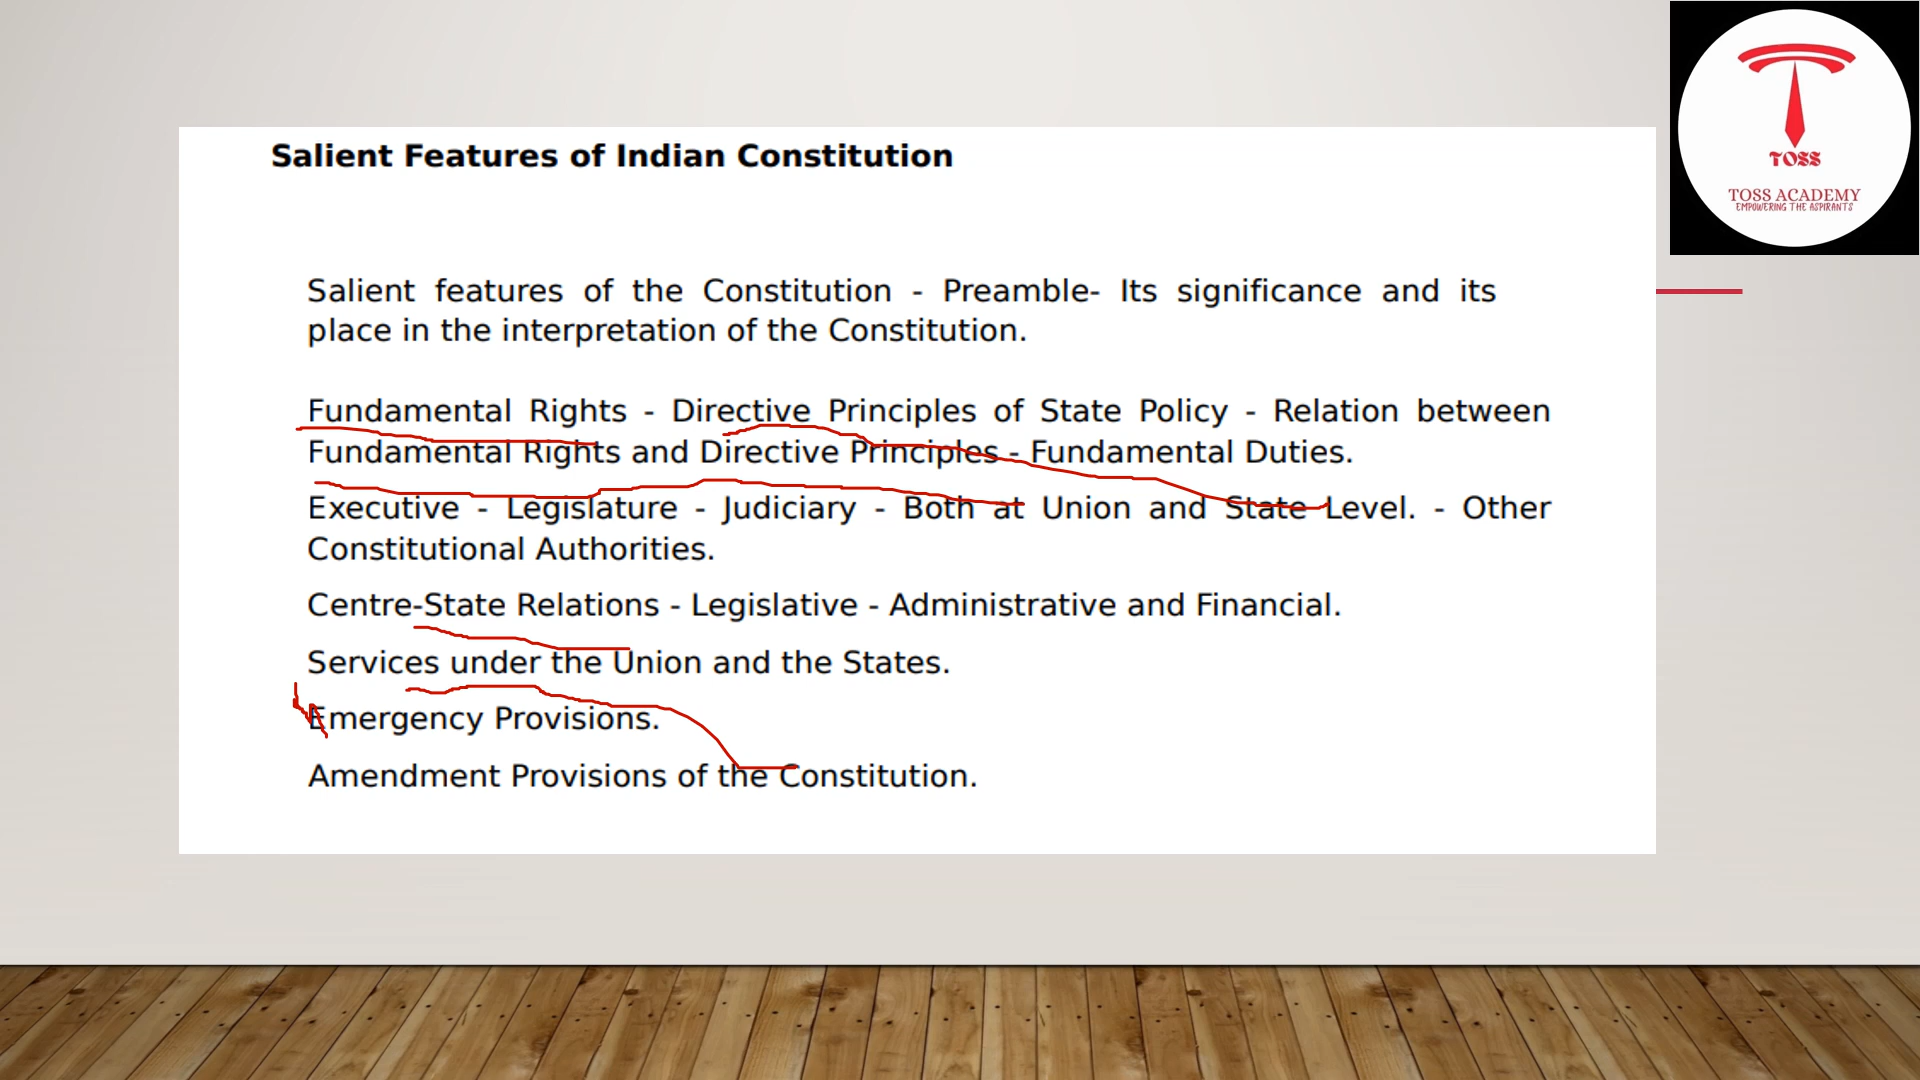 Salient Features of Indian Constitution
Salient features of the Constitution - Preamble- Its significance and its
place in the interpretation of the Constitution.
Fundamental Rights - Directive Principles of State Policy - Relation between
Fundamental Rights and Directive Principles - Fundamental Duties.
Executive - Legislature - Judiciary - Both at Union and State Level. - Other
Constitutional Authorities.
Centre-State Relations - Legislative - Administrative and Financial.
Services under the Union and the States.
Emergency Provisions.
Amendment Provisions of the Constitution.
TOSS
TOSS ACADEMY
EMPOWERING THE ASPIRANTS